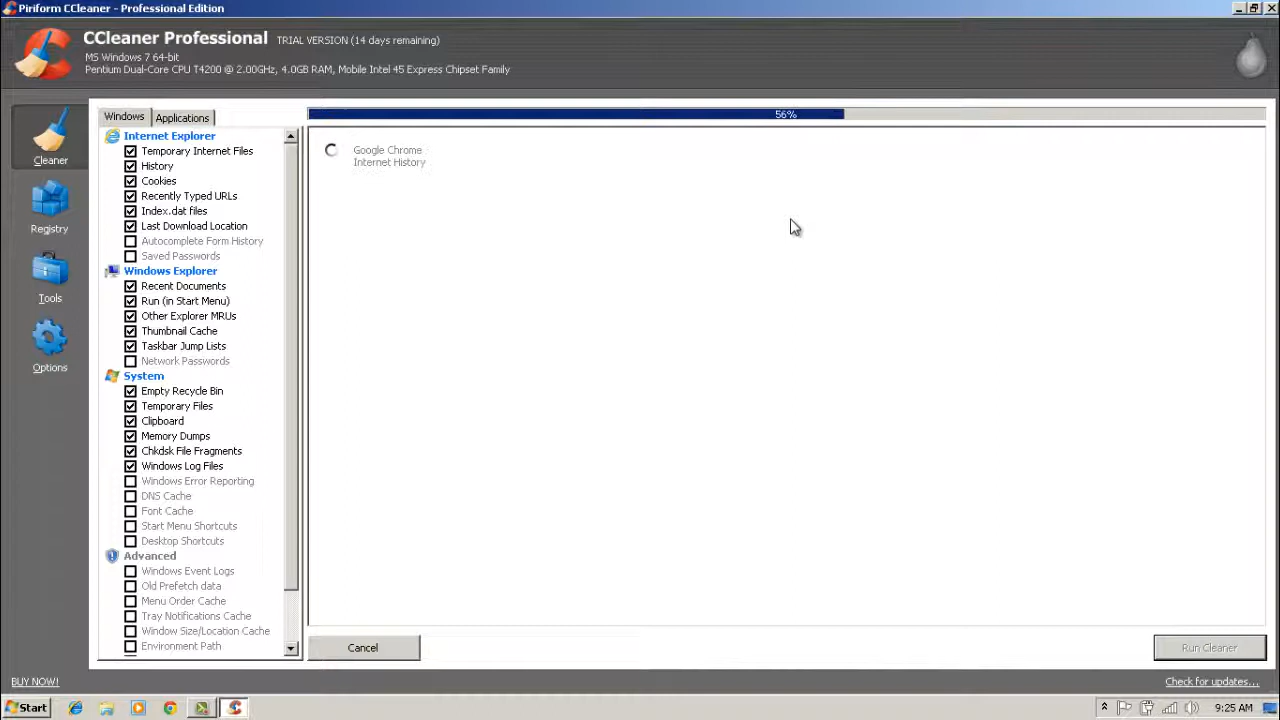 Piriform CCleaner - Professional Edition
CCleaner Professional TRIAL VERSION (14 days remaining)
MS Windows 7 64-bit
Pentium Dual-Core CPU T4200 @ 2.00GHz, 4.0GB RAM, Mobile Intel 45 Express Chipset Family
Cleaner
Registry
Tools
Options
Windows Applications
Internet Explorer
Temporary Internet Files
History
Cookies
Recently Typed URLs
Index.dat files
Last Download Location
Autocomplete Form History
Saved Passwords
Windows Explorer
Recent Documents
Run (in Start Menu)
Other Explorer MRUs
Thumbnail Cache
Taskbar Jump Lists
Network Passwords
System
Empty Recycle Bin
Temporary Files
Clipboard
Memory Dumps
Chkdsk File Fragments
Windows Log Files
Windows Error Reporting
DNS Cache
Font Cache
Start Menu Shortcuts
Desktop Shortcuts
Advanced
Windows Event Logs
Old Prefetch data
Menu Order Cache
Tray Notifications Cache
Window Size/Location Cache
Environment Path
56%
Google Chrome
Internet History
Cancel
Run Cleaner
BUY NOW!
Check for updates...
Start
9:25 AM